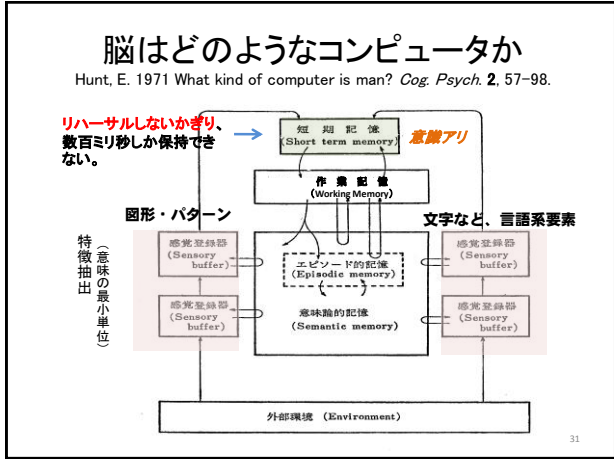 脳はどのようなコンピュータか
Hunt, E. 1971 What kind of computer is man? Cog. Psych. 2, 57-98.
リハーサルしないかぎり、
数百ミリ秒しか保持でき
ない。
短期記憶
(Short term memory)
意識アリ
作業記憶
(Working Memory)
図形・パターン
文字など、言語系要素
特徴抽出
（意味の最小単位）
感覚登録器
(Sensory
buffer)
感覚登録器
(Sensory
buffer)
エピソード的記憶
(Episodic memory)
意味論的記憶
(Semantic memory)
感覚登録器
(Sensory
buffer)
感覚登録器
(Sensory
buffer)
外部環境 (Environment)
31